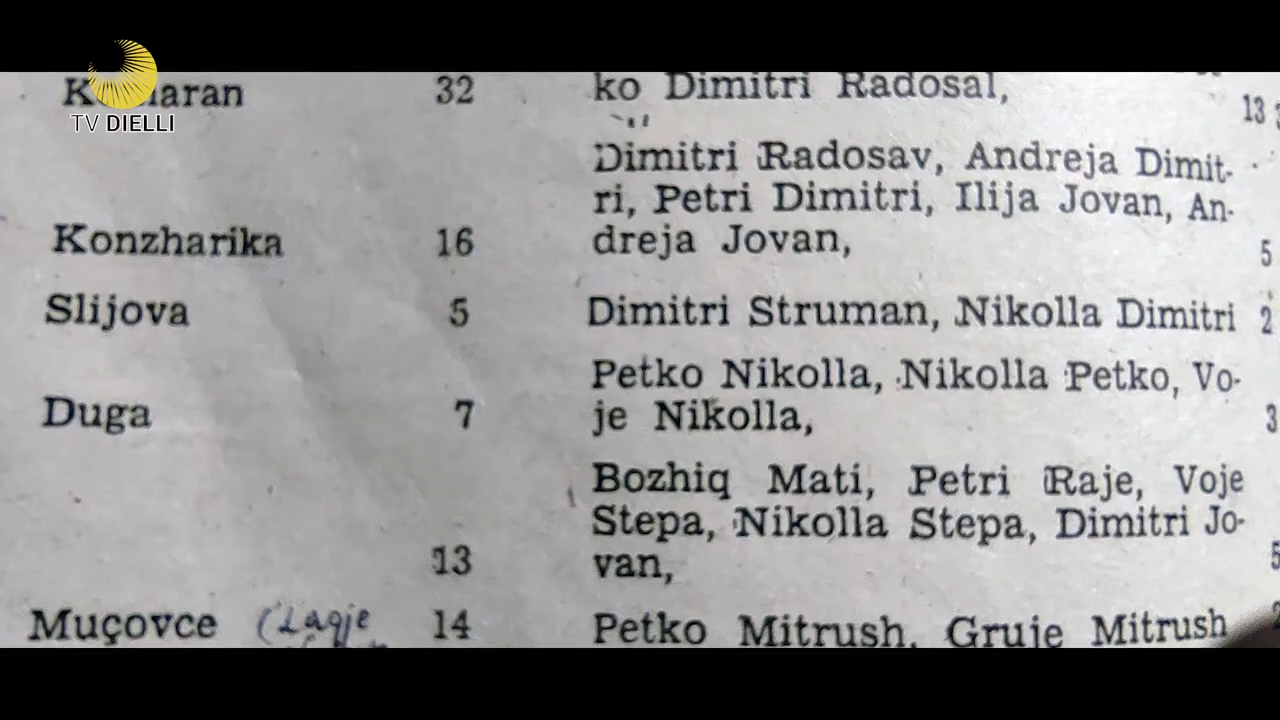 TV DIELLI
32 ko Dimitri Radosal, 13
Dimitri Radosav, Andreja Dimit-
ri, Petri Dimitri, Ilija Jovan, An-
Konzharika 16 dreja Jovan, 5
Slijova 5 Dimitri Struman, Nikolla Dimitri 2
Petko Nikolla, Nikolla Petko, Vo-
Duga 7 je Nikolla, 3
Bozhiq Mati, Petri Raje, Voje
Stepa, Nikolla Stepa, Dimitri Jo-
13 van, 5
Muçovce (Lagje 14 Petko Mitrush, Gruje Mitrush